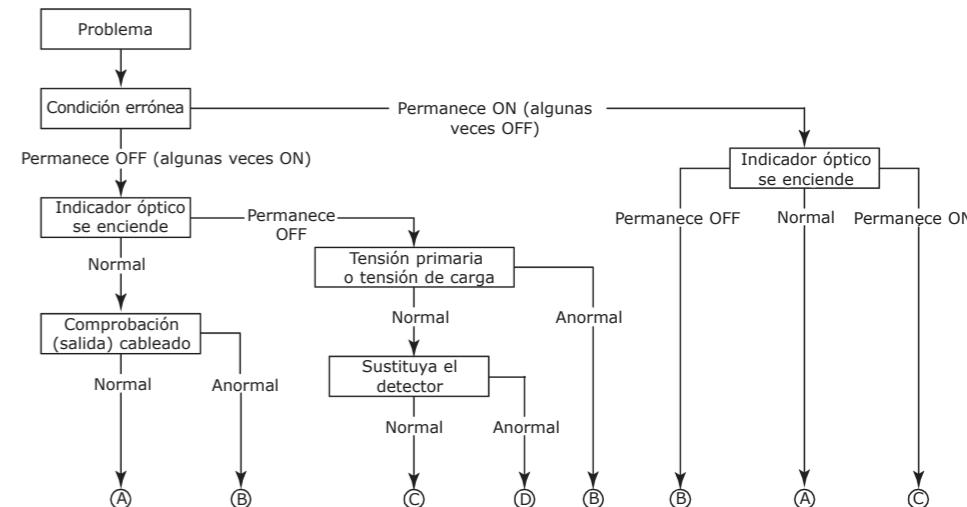 Problema
Condición errónea
Permanece ON (algunas
veces OFF)
Permanece OFF (algunas veces ON)
Indicador óptico
se enciende
Indicador óptico
se enciende
Permanece
OFF
Permanece OFF
Normal
Permanece ON
Normal
Tensión primaria
o tensión de carga
Comprobación
(salida) cableado
Normal
Anormal
Sustituya el
detector
Normal
Anormal
Normal
Anormal
A
B
C
D
B
B
A
C